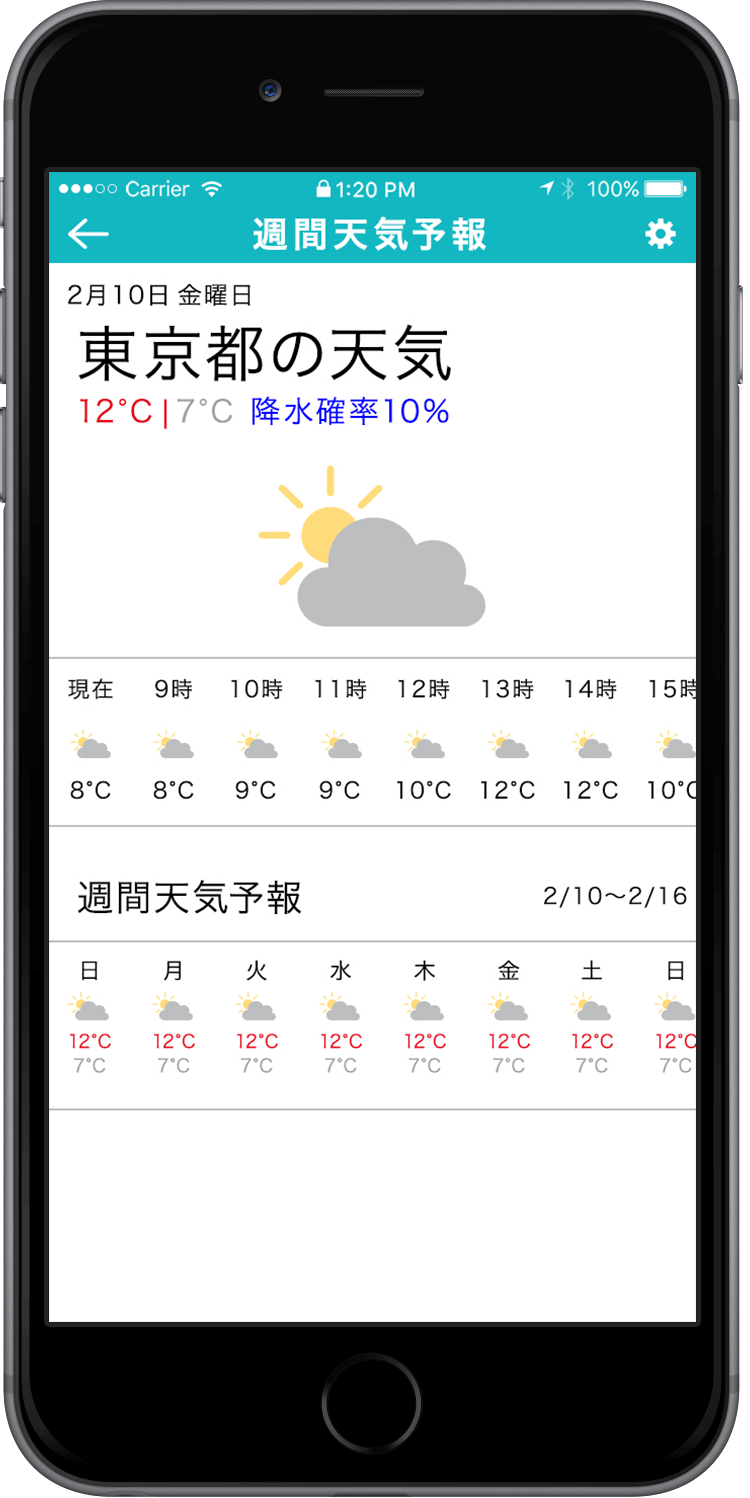 Carrier 1:20 PM 100%
週間天気予報
2月10日 金曜日
東京都の天気
12°C | 7°C 降水確率10%
現在 9時 10時 11時 12時 13時 14時 15時
8°C 8°C 9°C 9°C 10°C 12°C 12°C 10°C
週間天気予報 2/10〜2/16
日 月 火 水 木 金 土 日
12°C 12°C 12°C 12°C 12°C 12°C 12°C 12°C
7°C 7°C 7°C 7°C 7°C 7°C 7°C 7°C